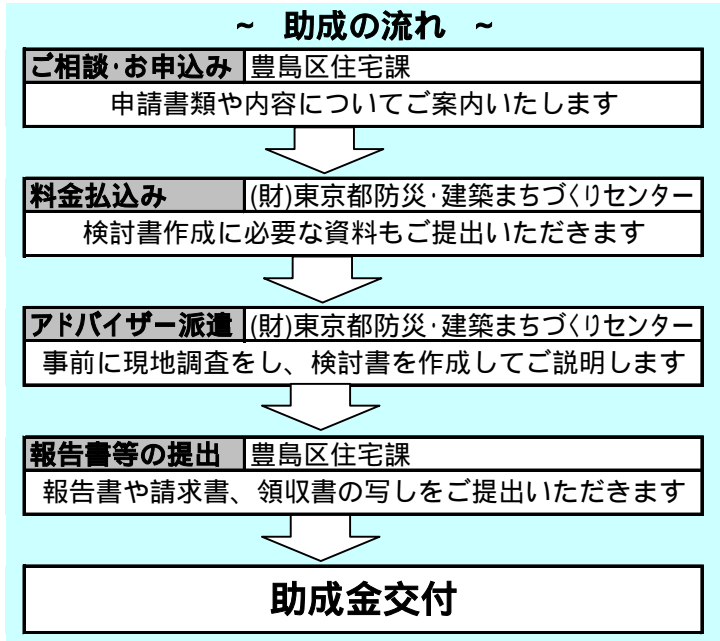 ~ 助成の流れ ~
ご相談･お申込み 豊島区住宅課
申請書類や内容についてご案内いたします
料金払込み (財)東京都防災･建築まちづくりセンター
検討書作成に必要な資料もご提出いただきます
アドバイザー派遣 (財)東京都防災･建築まちづくりセンター
事前に現地調査をし、検討書を作成してご説明します
報告書等の提出 豊島区住宅課
報告書や請求書、領収書の写しをご提出いただきます
助成金交付